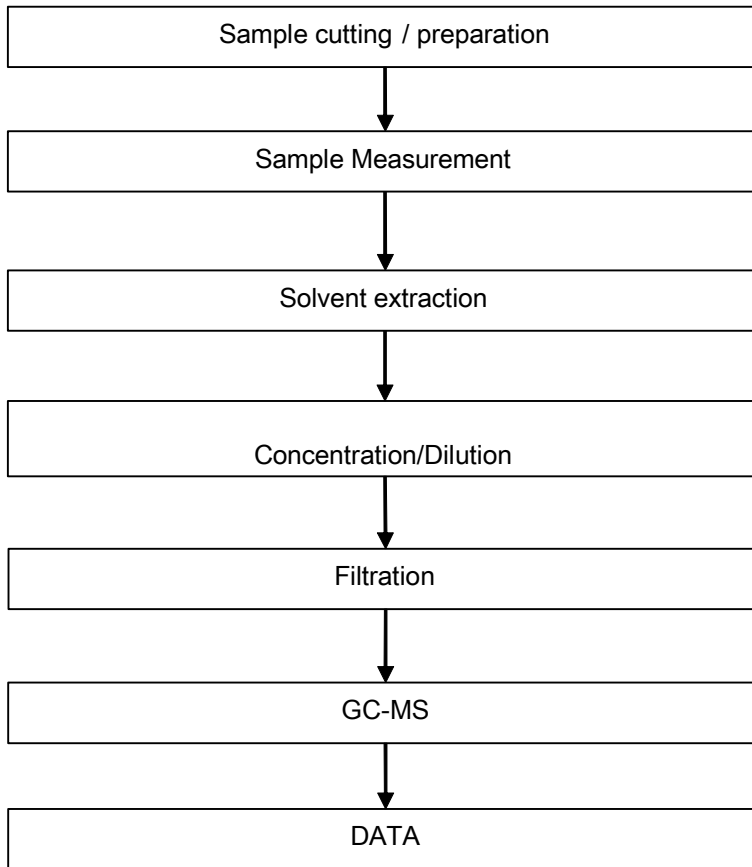 Sample cutting / preparation
Sample Measurement
Solvent extraction
Concentration/Dilution
Filtration
GC-MS
DATA